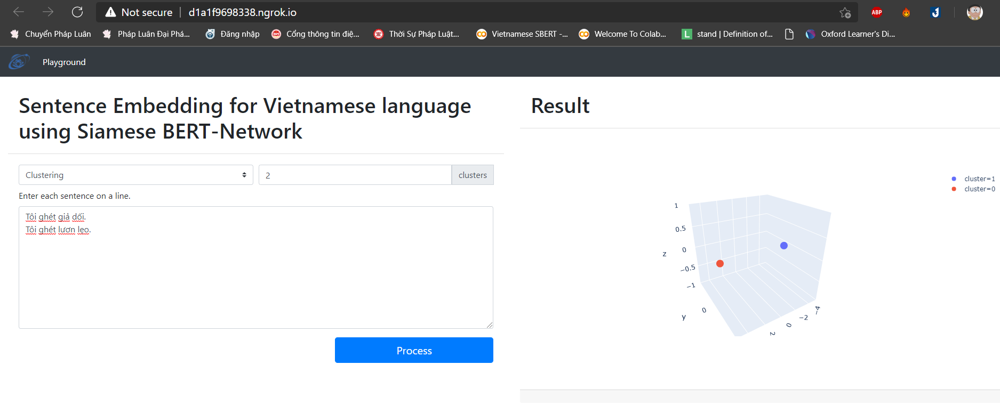 Not secure | d1a1f9698338.ngrok.io
ABP
Chuyển Pháp Luân Pháp Luân Đại Phá... Đăng nhập Cổng thông tin điệ... Thời Sự Pháp Luật... Vietnamese SBERT -... Welcome To Colab... L stand | Definition of... Oxford Learner's Di...
Playground
Sentence Embedding for Vietnamese language
using Siamese BERT-Network
Clustering
2 clusters
Enter each sentence on a line.
Tôi ghét giả dối.
Tôi ghét lươn lẹo.
Process
Result
cluster=1
cluster=0
1
0.5
z
0
−0.5
−1
y
0
2
0
−2
−4